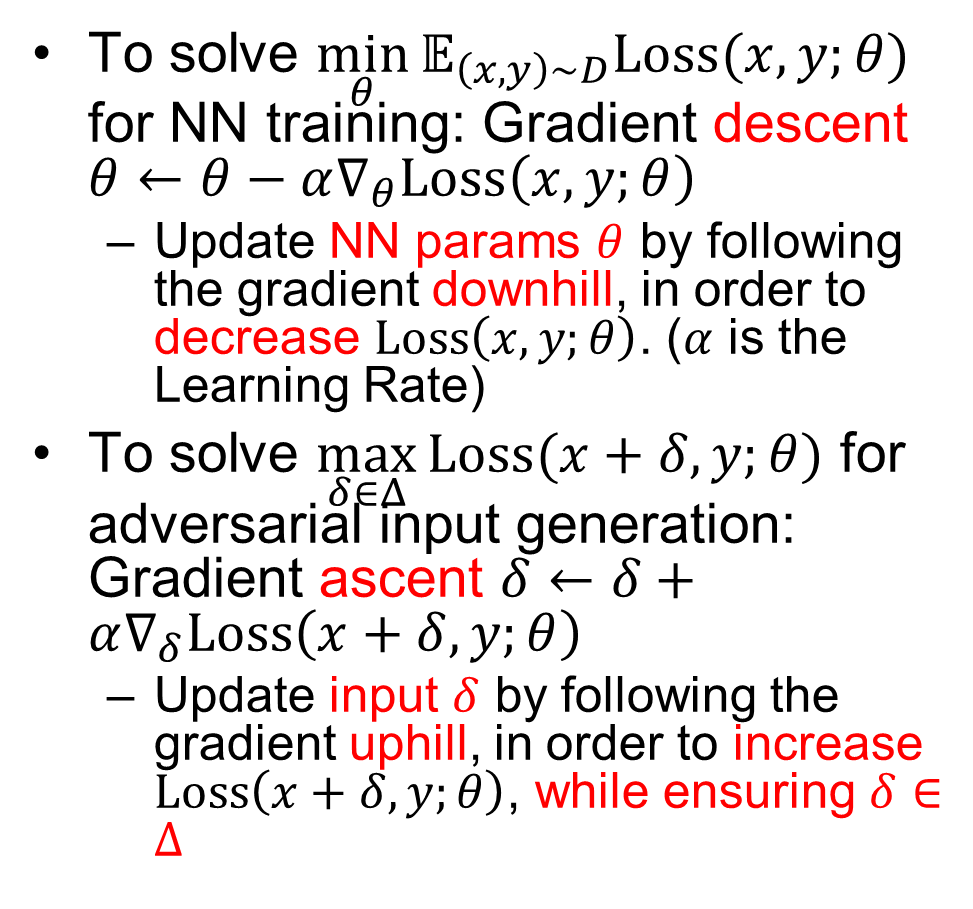 • To solve min_θ 𝔼_(x,y)~D Loss(x, y; θ)
for NN training: Gradient descent
θ ← θ − α∇_θ Loss(x, y; θ)
– Update NN params θ by following
the gradient downhill, in order to
decrease Loss(x, y; θ). (α is the
Learning Rate)
• To solve max_δ∈Δ Loss(x + δ, y; θ) for
adversarial input generation:
Gradient ascent δ ← δ +
α∇_δ Loss(x + δ, y; θ)
– Update input δ by following the
gradient uphill, in order to increase
Loss(x + δ, y; θ), while ensuring δ ∈
Δ